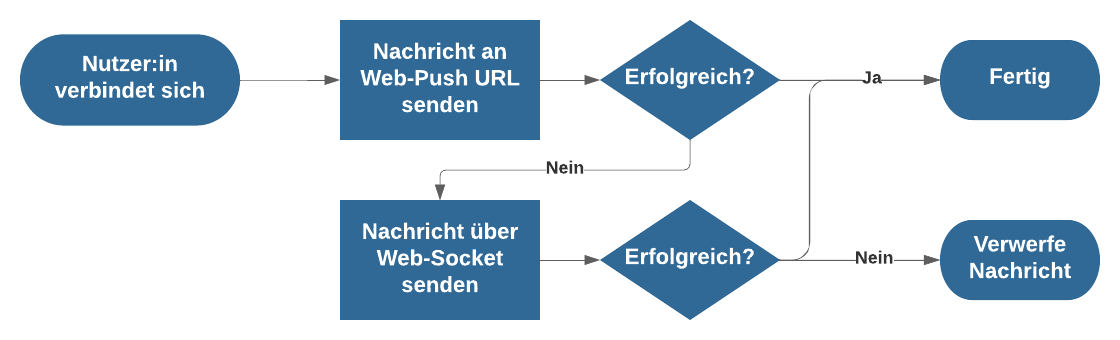 Nutzer:in
verbindet sich
Nachricht an
Web-Push URL
senden
Erfolgreich?
Ja
Fertig
Nein
Nachricht über
Web-Socket
senden
Erfolgreich?
Nein
Verwerfe
Nachricht